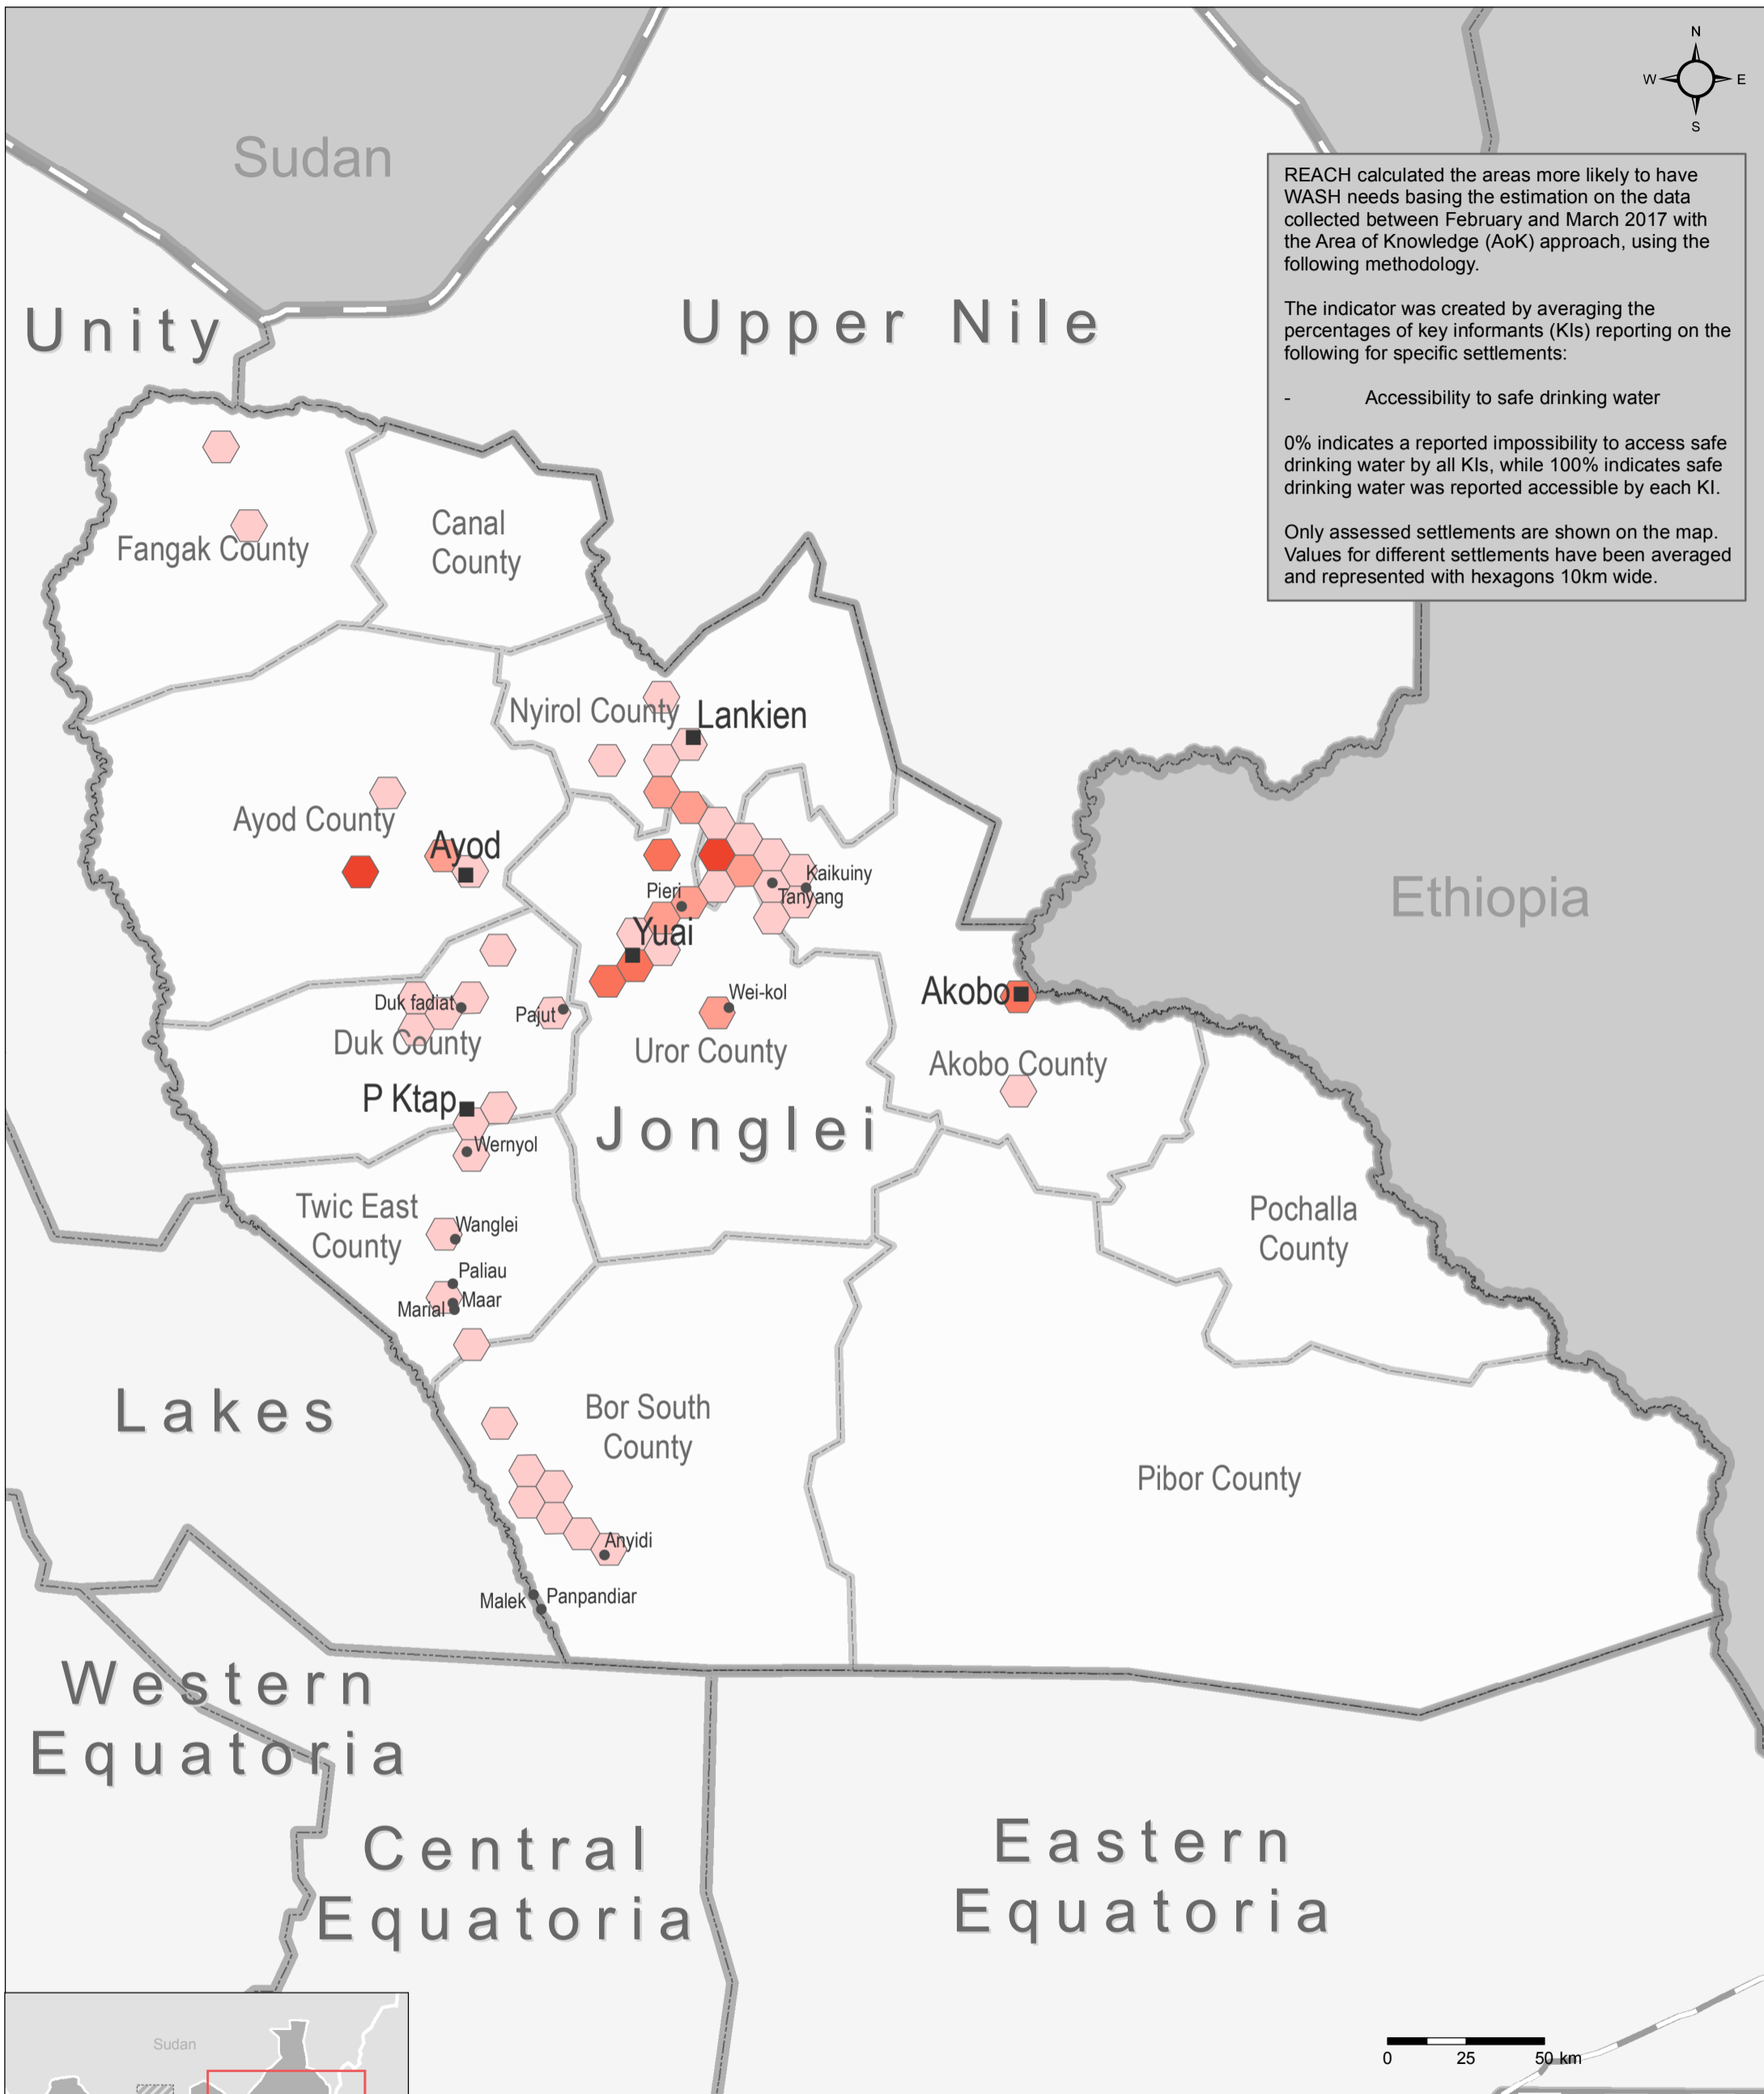 N
W
E
S
Sudan
REACH calculated the areas more likely to have
WASH needs basing the estimation on the data
collected between February and March 2017 with
the Area of Knowledge (AoK) approach, using the
following methodology.
The indicator was created by averaging the
percentages of key informants (KIs) reporting on the
following for specific settlements:
- Accessibility to safe drinking water
0% indicates a reported impossibility to access safe
drinking water by all KIs, while 100% indicates safe
drinking water was reported accessible by each KI.
Only assessed settlements are shown on the map.
Values for different settlements have been averaged
and represented with hexagons 10km wide.
Unity
Upper Nile
Canal
County
Fangak County
Nyirol County
Lankien
Ayod County
Ayod
Kaikuiny
Tanyang
Pieri
Yuai
Ethiopia
Duk fadiat
Pajut
Wei-kol
Akobo
Duk County
Uror County
Akobo County
P Ktap
Jonglei
Wernyol
Twic East
County
Wanglei
Pochalla
County
Paliau
Maar
Marial
Lakes
Bor South
County
Pibor County
Anyidi
Malek
Panpandiar
Western
Equatoria
Central
Equatoria
Eastern
Equatoria
Sudan
0 25 50 km